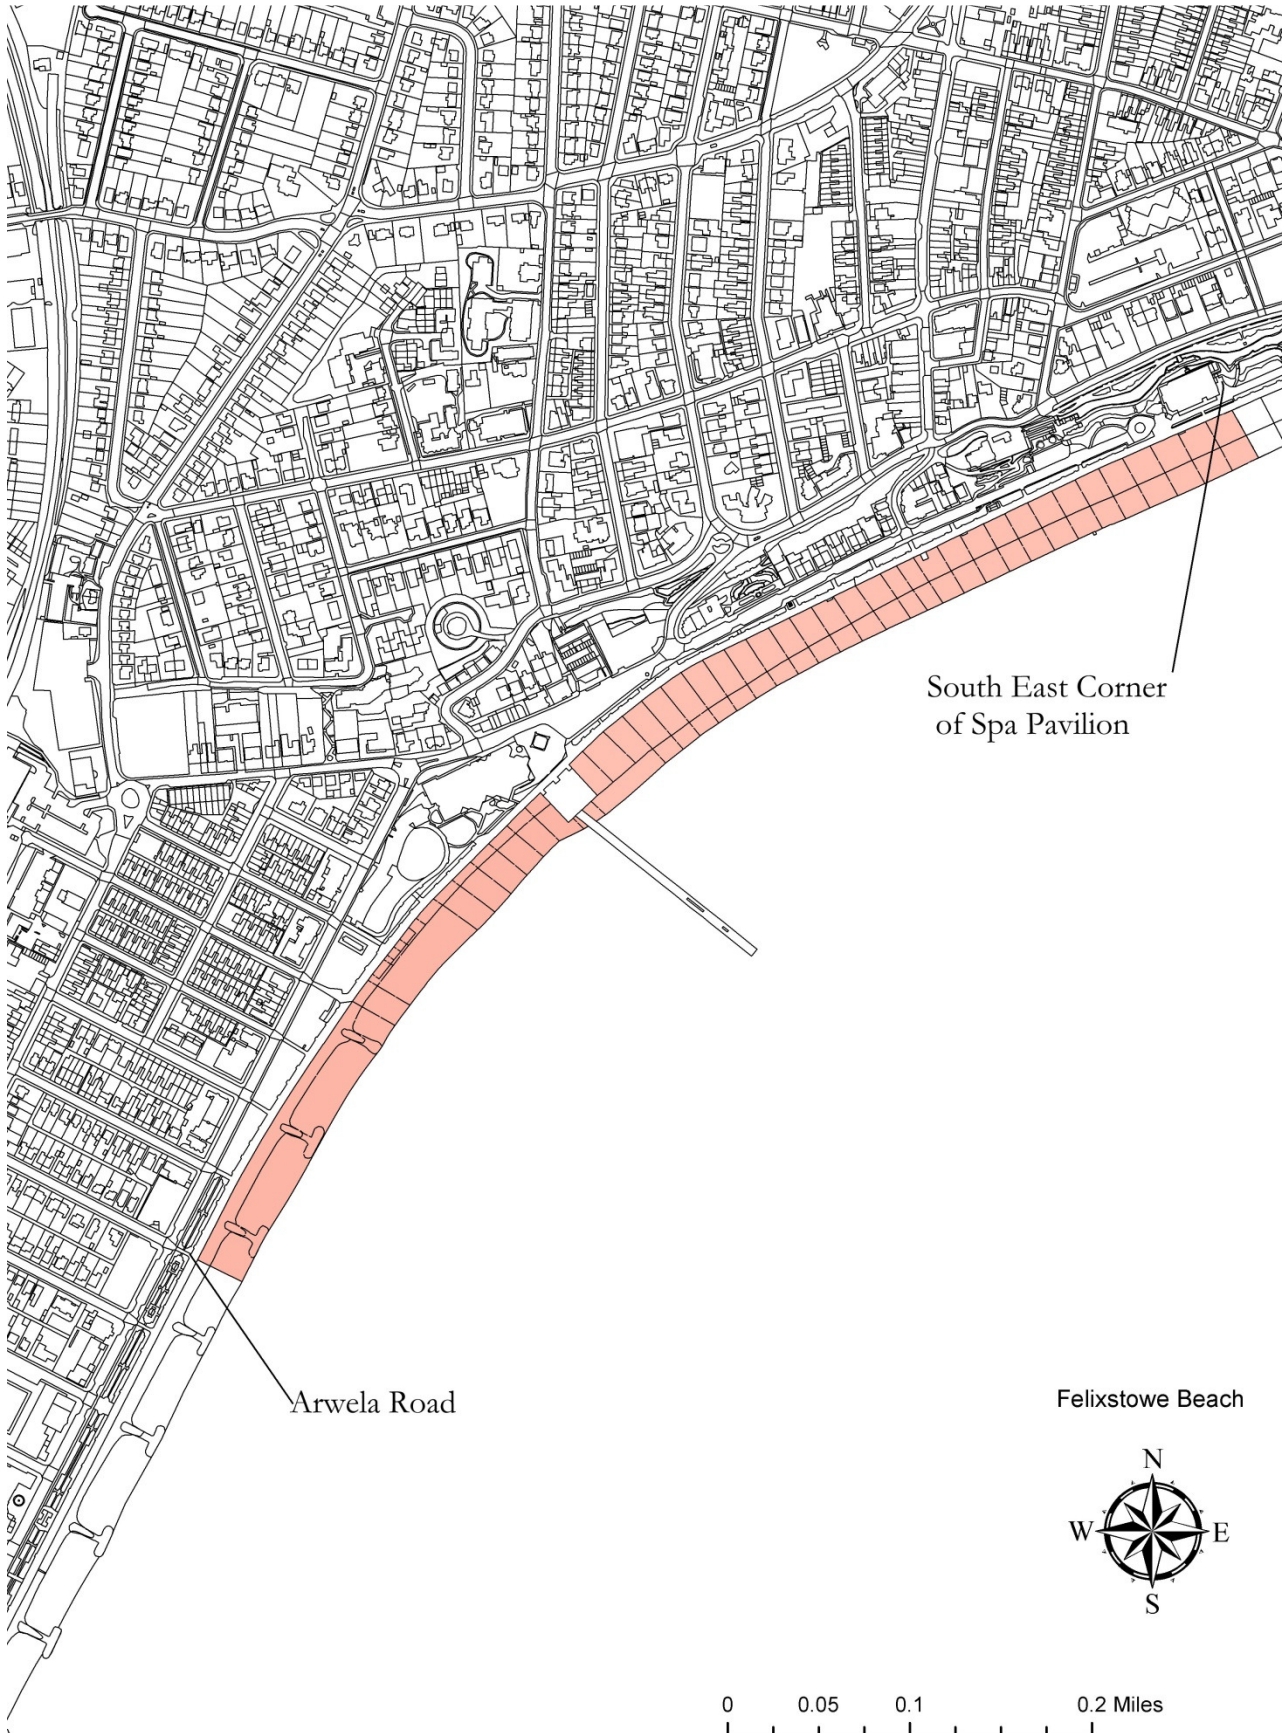 South East Corner
of Spa Pavilion
Arwela Road
Felixstowe Beach
N
W E
S
0 0.05 0.1 0.2 Miles